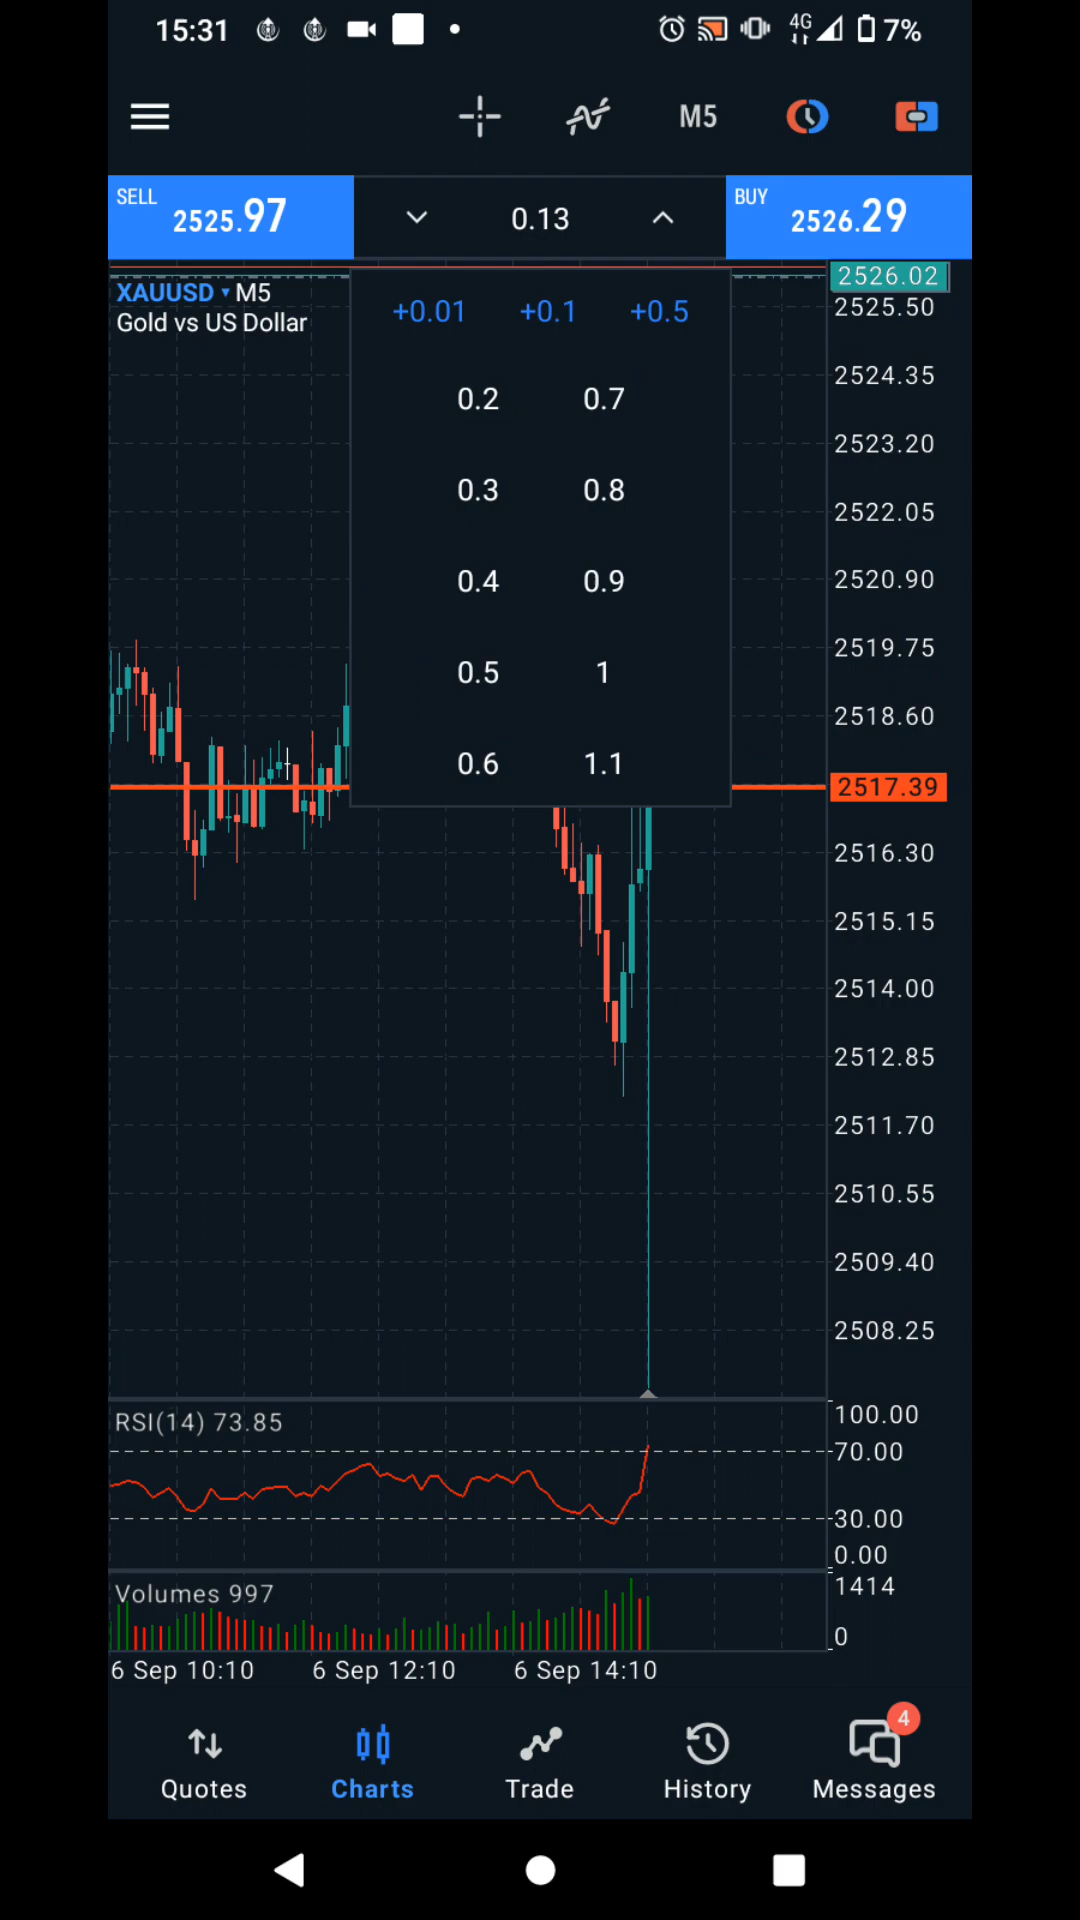 15:31 4G 7%
M5
SELL 2525.97 0.13 BUY 2526.29
XAUUSD ▾ M5
Gold vs US Dollar
+0.01 +0.1 +0.5
0.2 0.7
0.3 0.8
0.4 0.9
0.5 1
0.6 1.1
2526.02
2525.50
2524.35
2523.20
2522.05
2520.90
2519.75
2518.60
2517.39
2516.30
2515.15
2514.00
2512.85
2511.70
2510.55
2509.40
2508.25
RSI(14) 73.85
100.00
70.00
30.00
0.00
Volumes 997
1414
0
6 Sep 10:10 6 Sep 12:10 6 Sep 14:10
4
Quotes Charts Trade History Messages